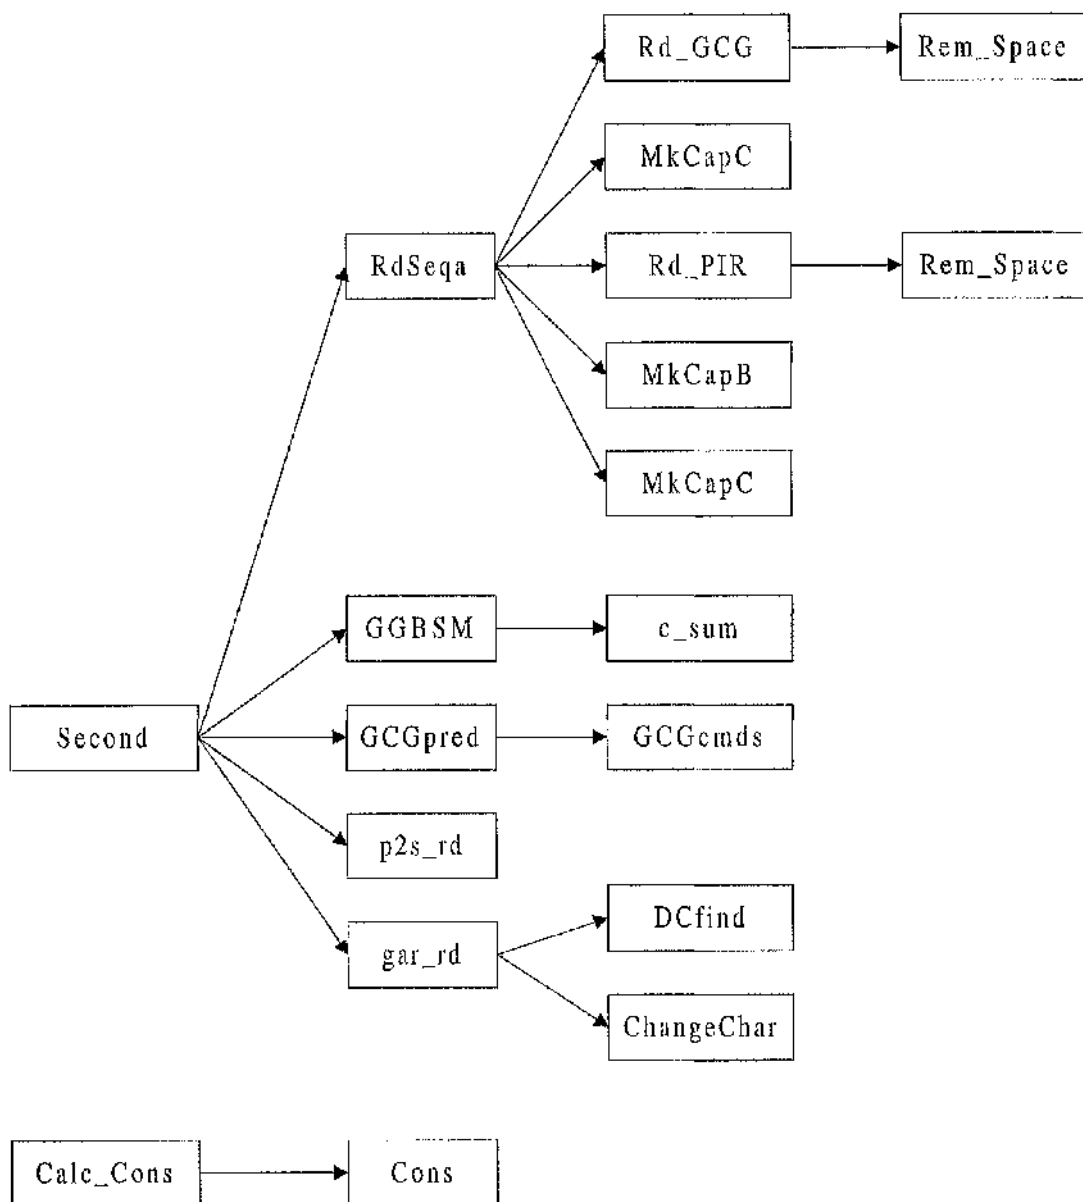 Rd_GCG
Rem_Space
MkCapC
RdSeqa
Rd_PIR
Rem_Space
MkCapB
MkCapC
GGBSM
c_sum
Second
GCGpred
GCGcmds
p2s_rd
DCfind
gar_rd
ChangeChar
Calc_Cons
Cons